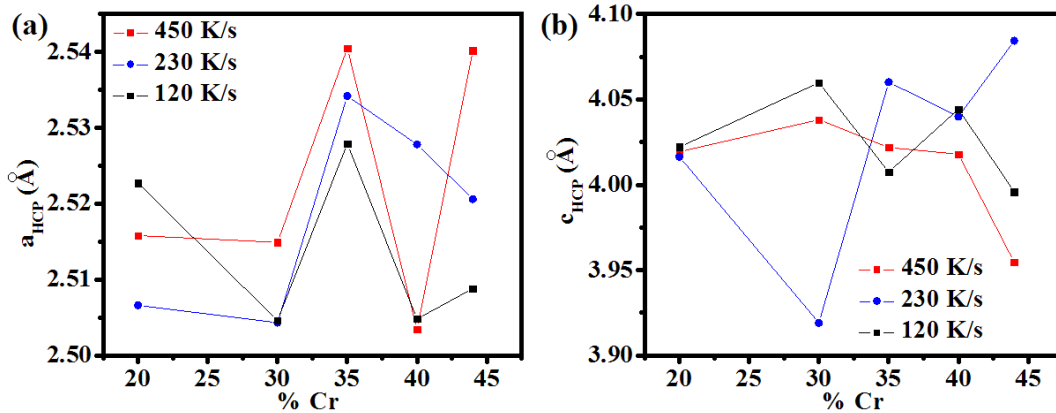 (a)
450 K/s
230 K/s
120 K/s
2.54
2.53
2.52
2.51
2.50
aHCP (Å)
20 25 30 35 40 45
% Cr
(b)
4.10
4.05
4.00
3.95
3.90
cHCP (Å)
450 K/s
230 K/s
120 K/s
20 25 30 35 40 45
% Cr